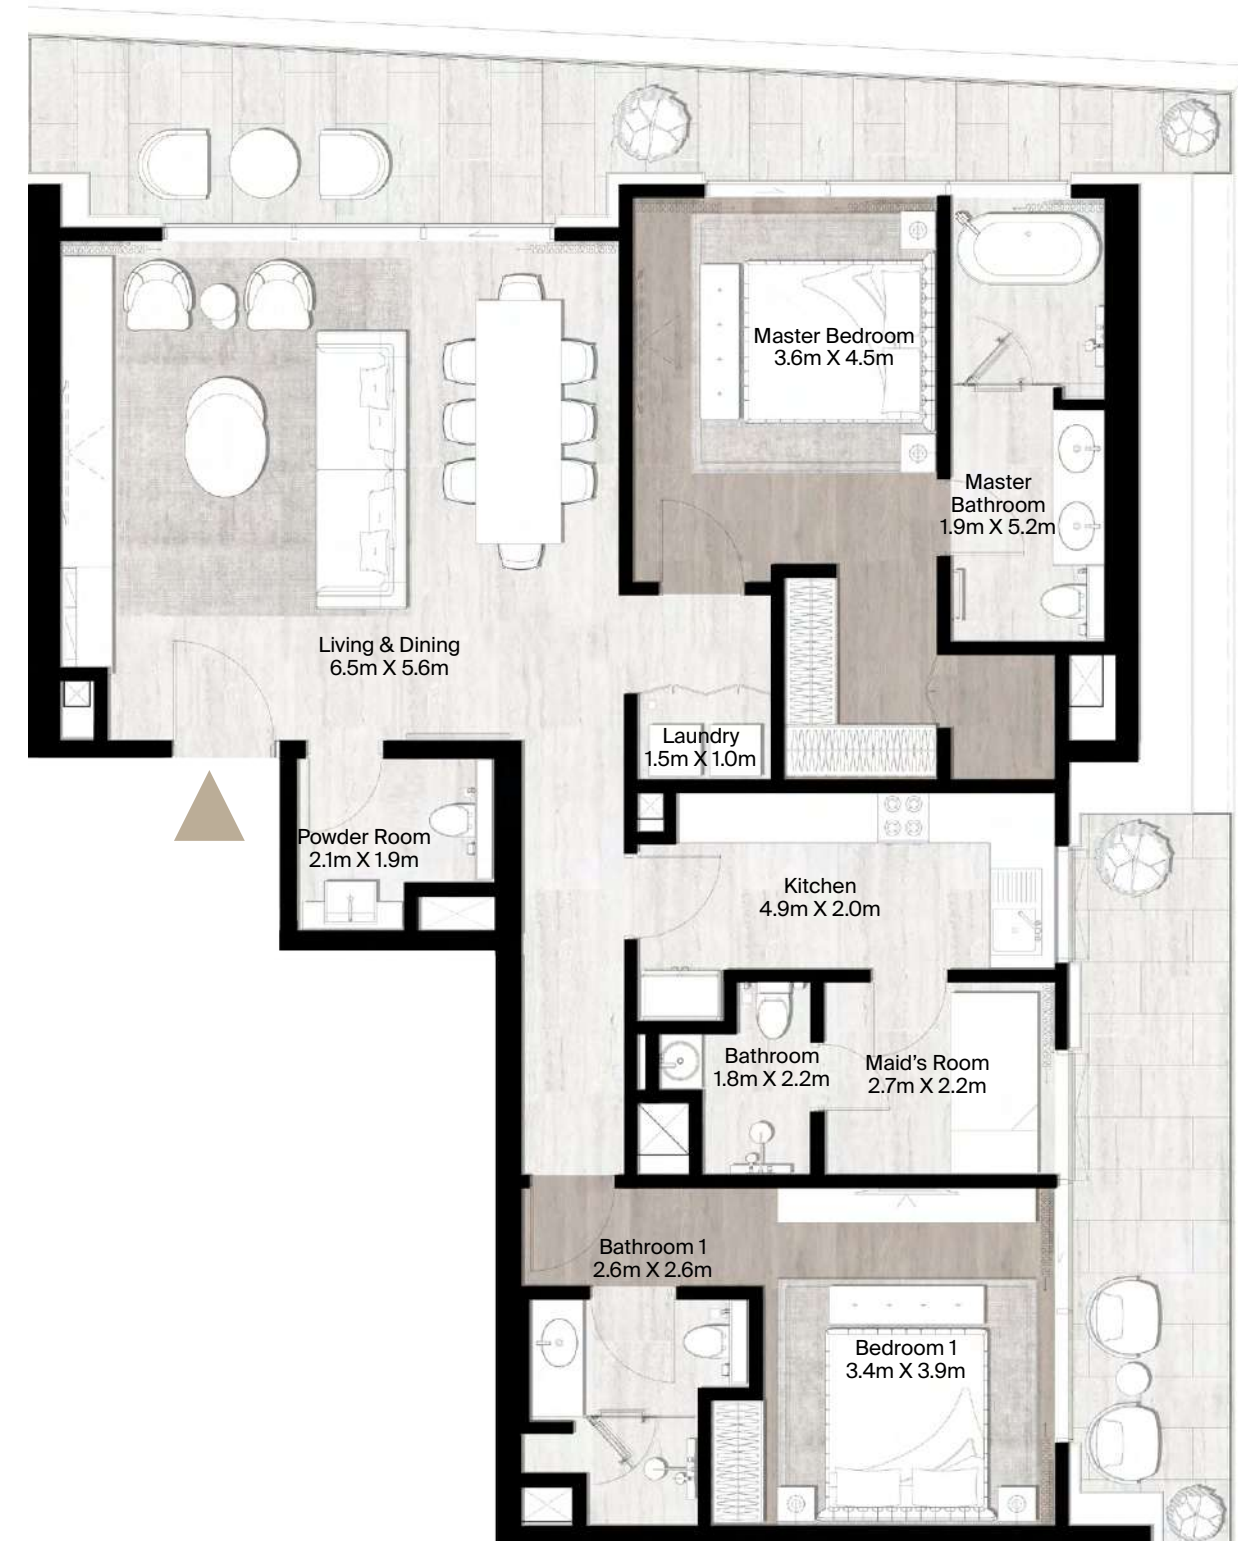 Master Bedroom
3.6m X 4.5m
Master
Bathroom
1.9m X 5.2m
Living & Dining
6.5m X 5.6m
Laundry
1.5m X 1.0m
Powder Room
2.1m X 1.9m
Kitchen
4.9m X 2.0m
Bathroom
1.8m X 2.2m
Maid's Room
2.7m X 2.2m
Bathroom 1
2.6m X 2.6m
Bedroom 1
3.4m X 3.9m